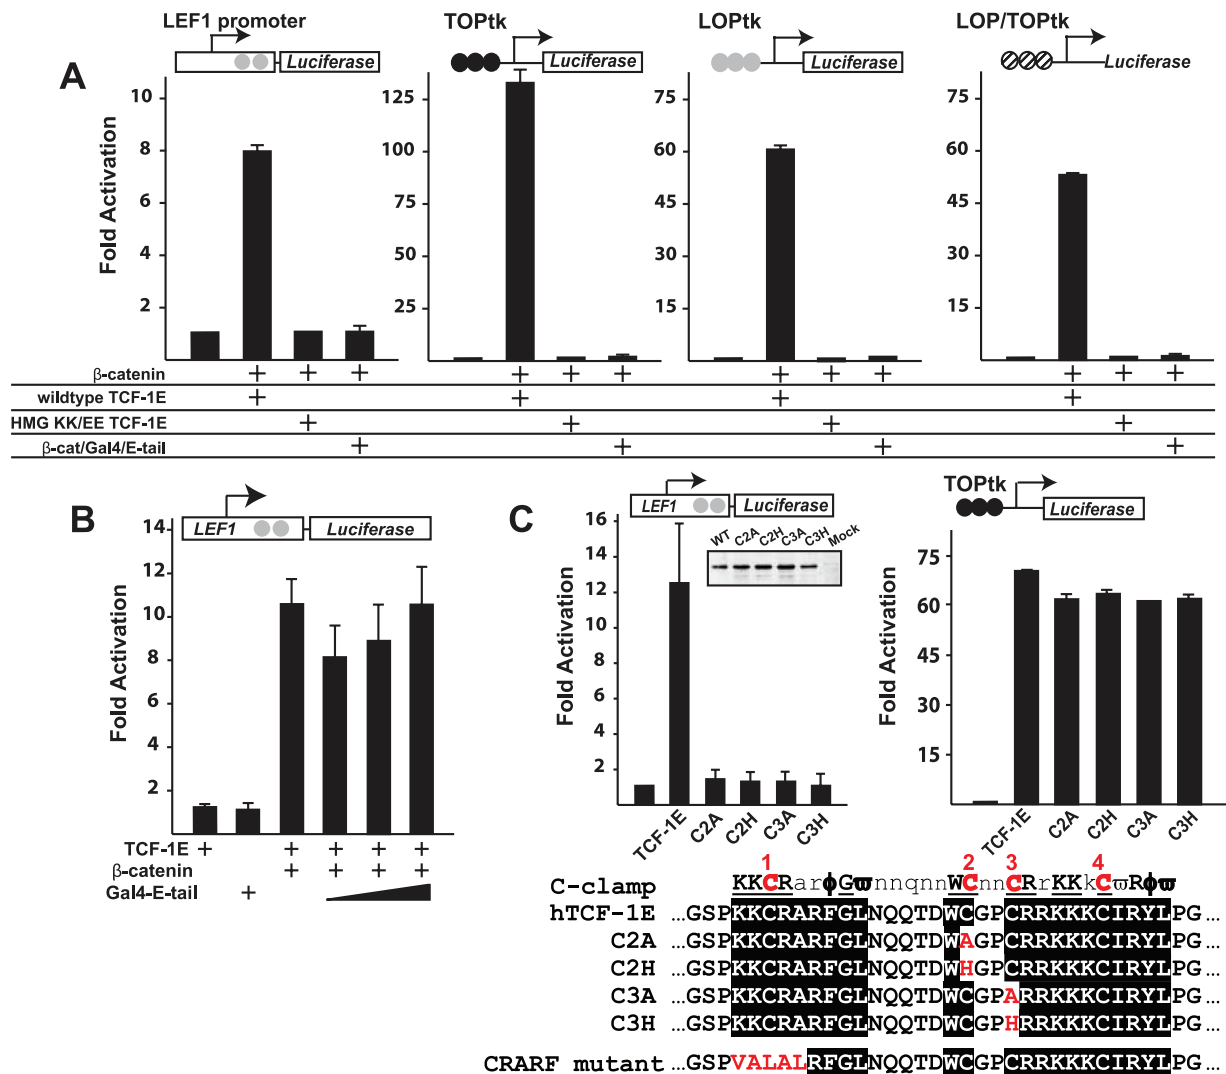 A
LEF1 promoter
Luciferase
TOPtk
Luciferase
LOPtk
Luciferase
LOP/TOPtk
Luciferase
Fold Activation
10
8
6
4
2
125
100
75
50
25
75
60
45
30
15
75
60
45
30
15
β-catenin + + + + + + + + + + + +
wildtype TCF-1E + + + +
HMG KK/EE TCF-1E + + + +
β-cat/Gal4/E-tail + + + +
B
LEF1
Luciferase
Fold Activation
14
12
10
8
6
4
2
TCF-1E + + + + +
β-catenin + + + +
Gal4-E-tail +
C
LEF1
Luciferase
Fold Activation
16
14
12
10
8
6
4
2
WT C2A C2H C3A C3H Mock
TCF-1E C2A C2H C3A C3H
TOPtk
Luciferase
Fold Activation
75
60
45
30
15
TCF-1E C2A C2H C3A C3H
1 2 3 4
C-clamp KKCRarϕGϖnnqnnWCnnCRrKKkCϖRϕϖ
hTCF-1E ...GSPKKCRARFGLNQQTDWCGPCRRKKKCIRYLPG...
C2A ...GSPKKCRARFGLNQQTDWAGPCRRKKKCIRYLPG...
C2H ...GSPKKCRARFGLNQQTDWHGPCRRKKKCIRYLPG...
C3A ...GSPKKCRARFGLNQQTDWCGPARRKKKCIRYLPG...
C3H ...GSPKKCRARFGLNQQTDWCGPHRRKKKCIRYLPG...
CRARF mutant ...GSPVALALRFGLNQQTDWCGPCRRKKKCIRYLPG...